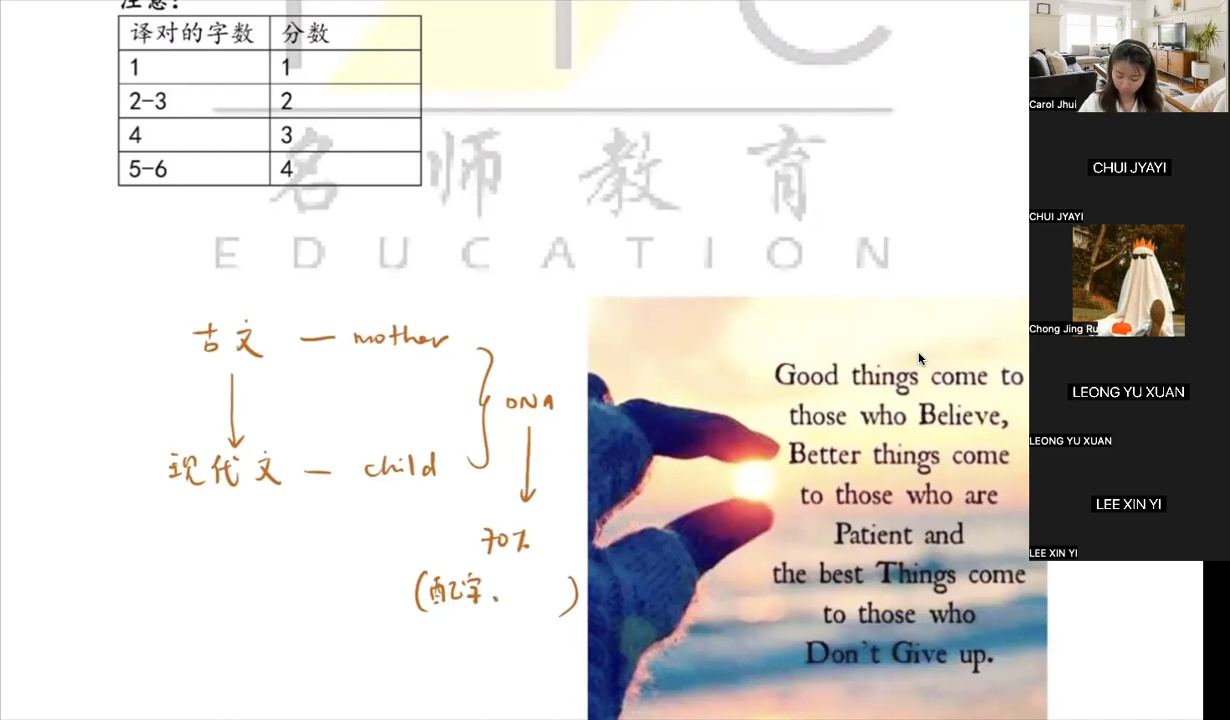 注意：
译对的字数 分数
1 1
2-3 2
4 3
5-6 4
名师教育
EDUCATION
古文 — mother
DNA
现代文 — child
70%
(配字、 )
Good things come to
those who Believe,
Better things come
to those who are
Patient and
the best Things come
to those who
Don't Give up.
Carol Jhui
CHUI JYAYI
CHUI JYAYI
Chong Jing Ru
LEONG YU XUAN
LEONG YU XUAN
LEE XIN YI
LEE XIN YI